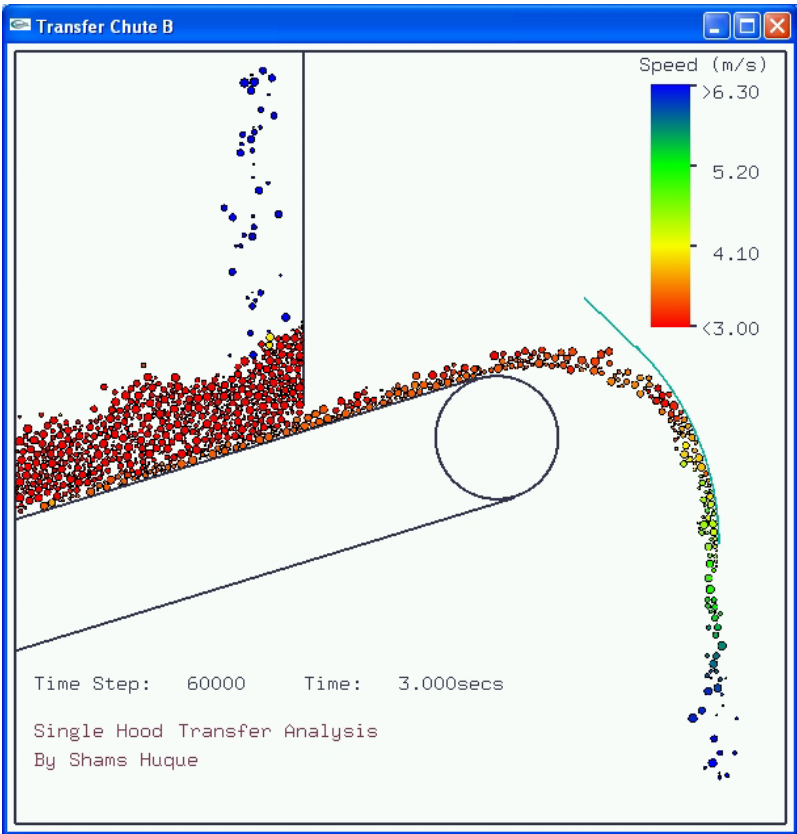 Transfer Chute B
Speed (m/s)
>6.30
5.20
4.10
<3.00
Time Step: 60000 Time: 3.000secs
Single Hood Transfer Analysis
By Shams Huque